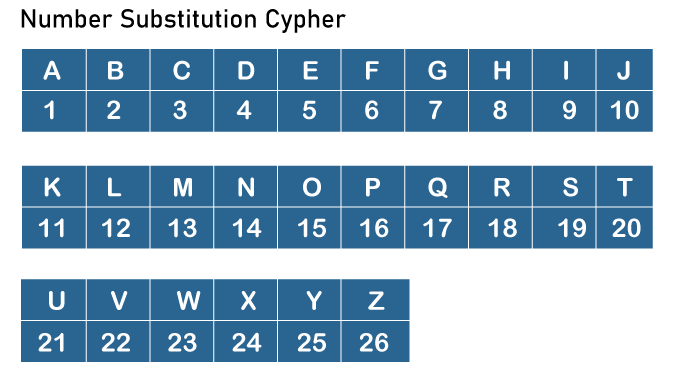 Number Substitution Cypher
A B C D E F G H I J
1 2 3 4 5 6 7 8 9 10
K L M N O P Q R S T
11 12 13 14 15 16 17 18 19 20
U V W X Y Z
21 22 23 24 25 26